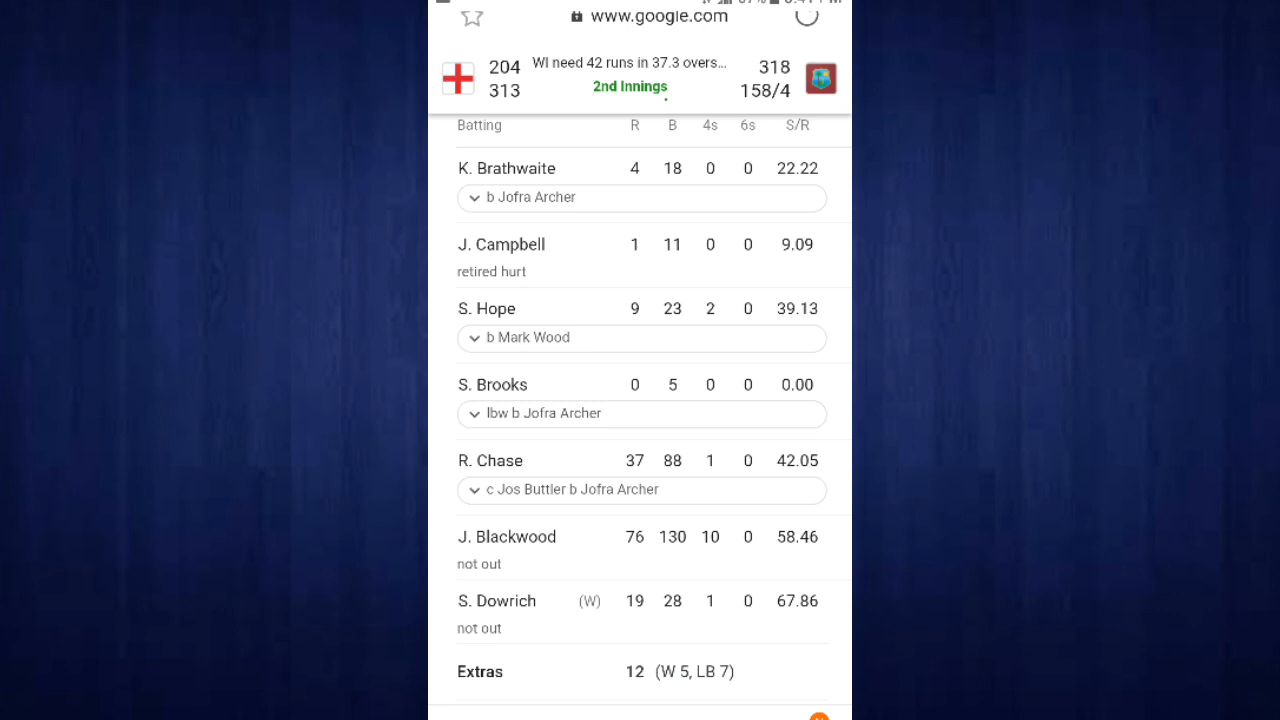 www.google.com
204 WI need 42 runs in 37.3 overs... 318
313 2nd Innings 158/4
Batting R B 4s 6s S/R
K. Brathwaite 4 18 0 0 22.22
b Jofra Archer
J. Campbell 1 11 0 0 9.09
retired hurt
S. Hope 9 23 2 0 39.13
b Mark Wood
S. Brooks 0 5 0 0 0.00
lbw b Jofra Archer
R. Chase 37 88 1 0 42.05
c Jos Buttler b Jofra Archer
J. Blackwood 76 130 10 0 58.46
not out
S. Dowrich (W) 19 28 1 0 67.86
not out
Extras 12 (W 5, LB 7)